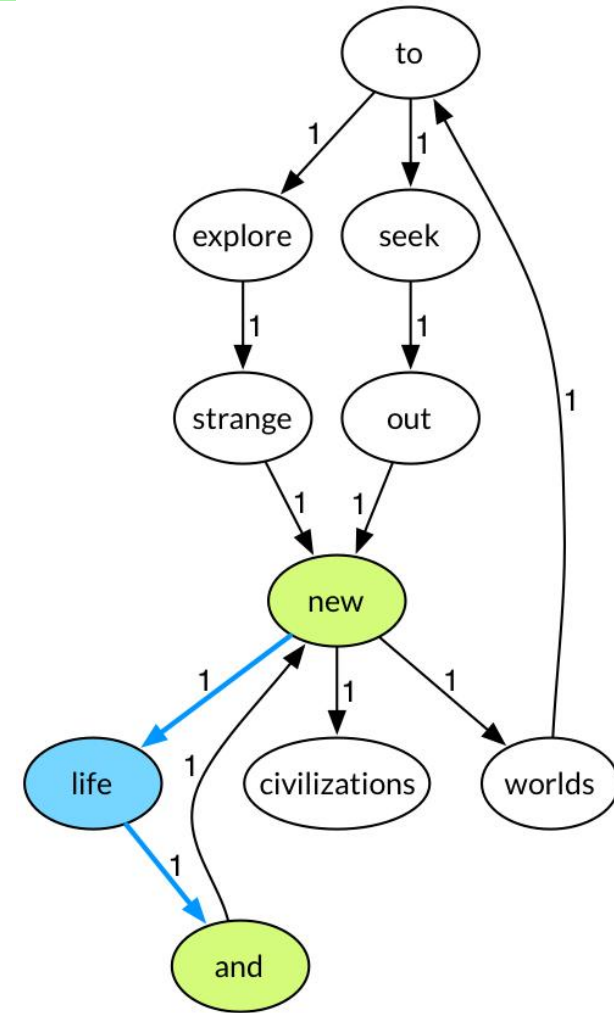 to
1 1
explore seek
1 1
strange out
1 1
1
new
1 1 1
1
life civilizations worlds
1
and